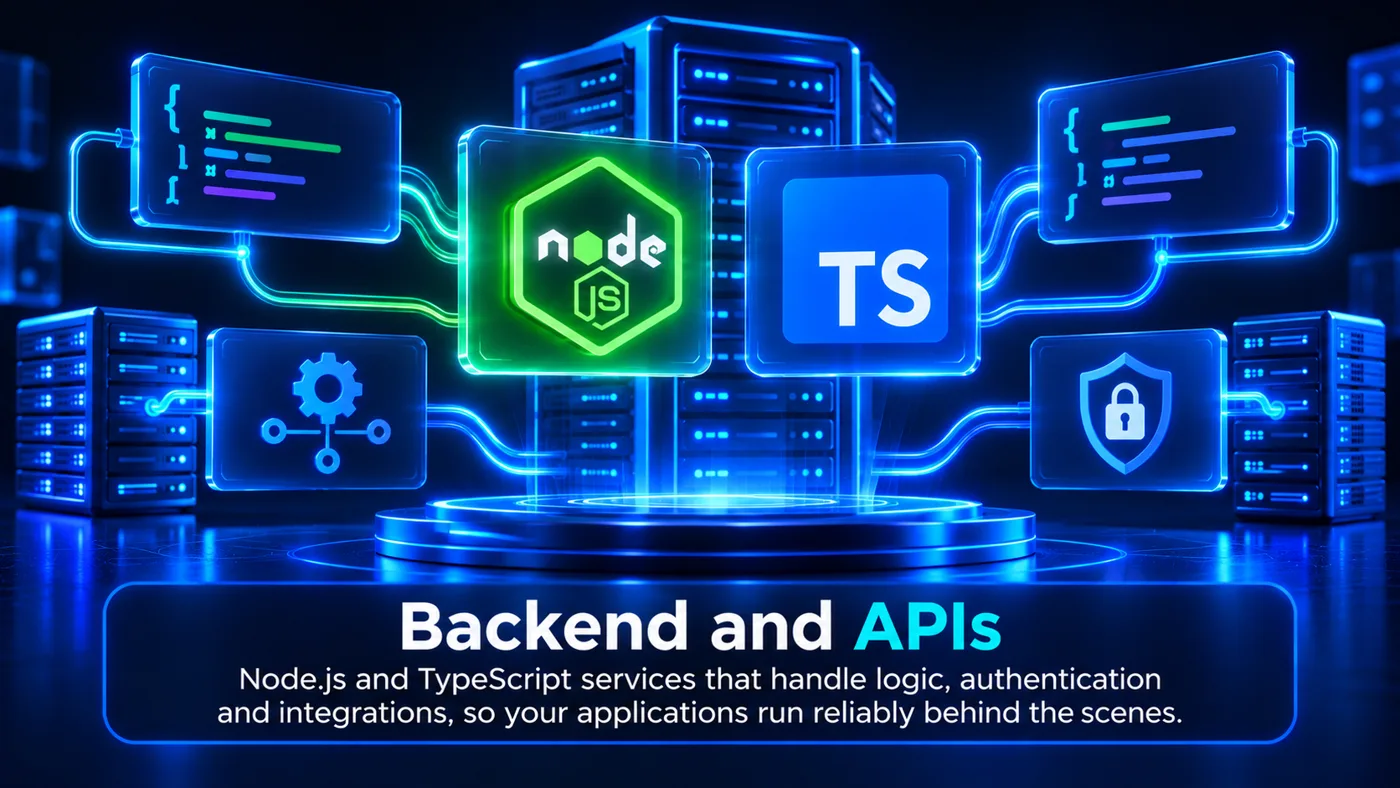 node
JS
TS
Backend and APIs
Node.js and TypeScript services that handle logic, authentication
and integrations, so your applications run reliably behind the scenes.